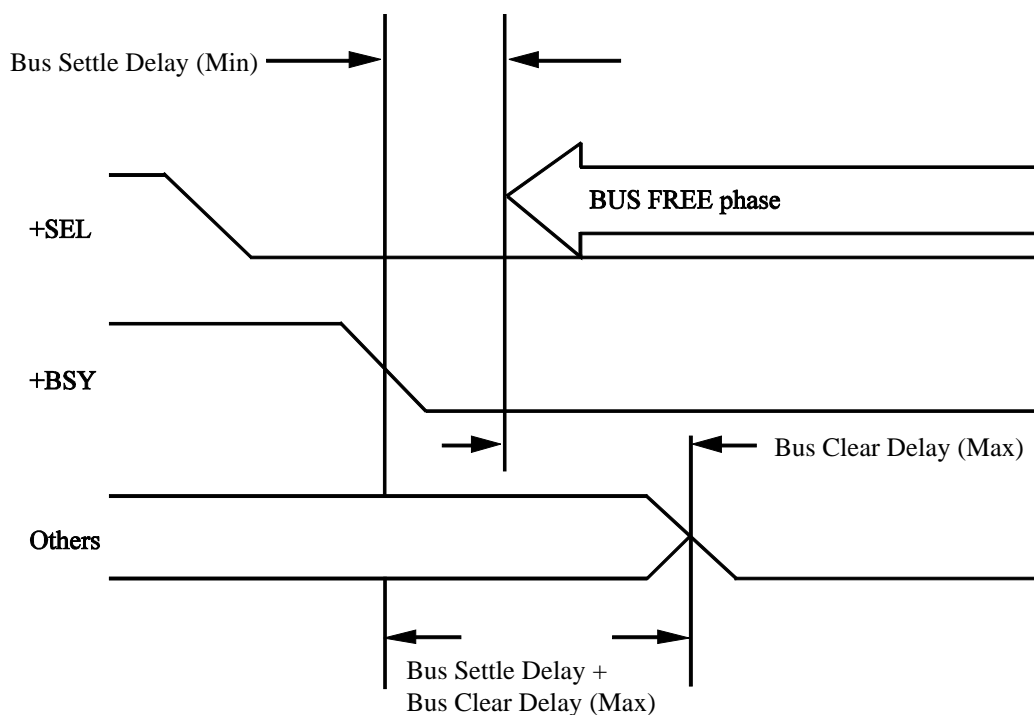 Bus Settle Delay (Min)
BUS FREE phase
+SEL
+BSY
Bus Clear Delay (Max)
Others
Bus Settle Delay +
Bus Clear Delay (Max)